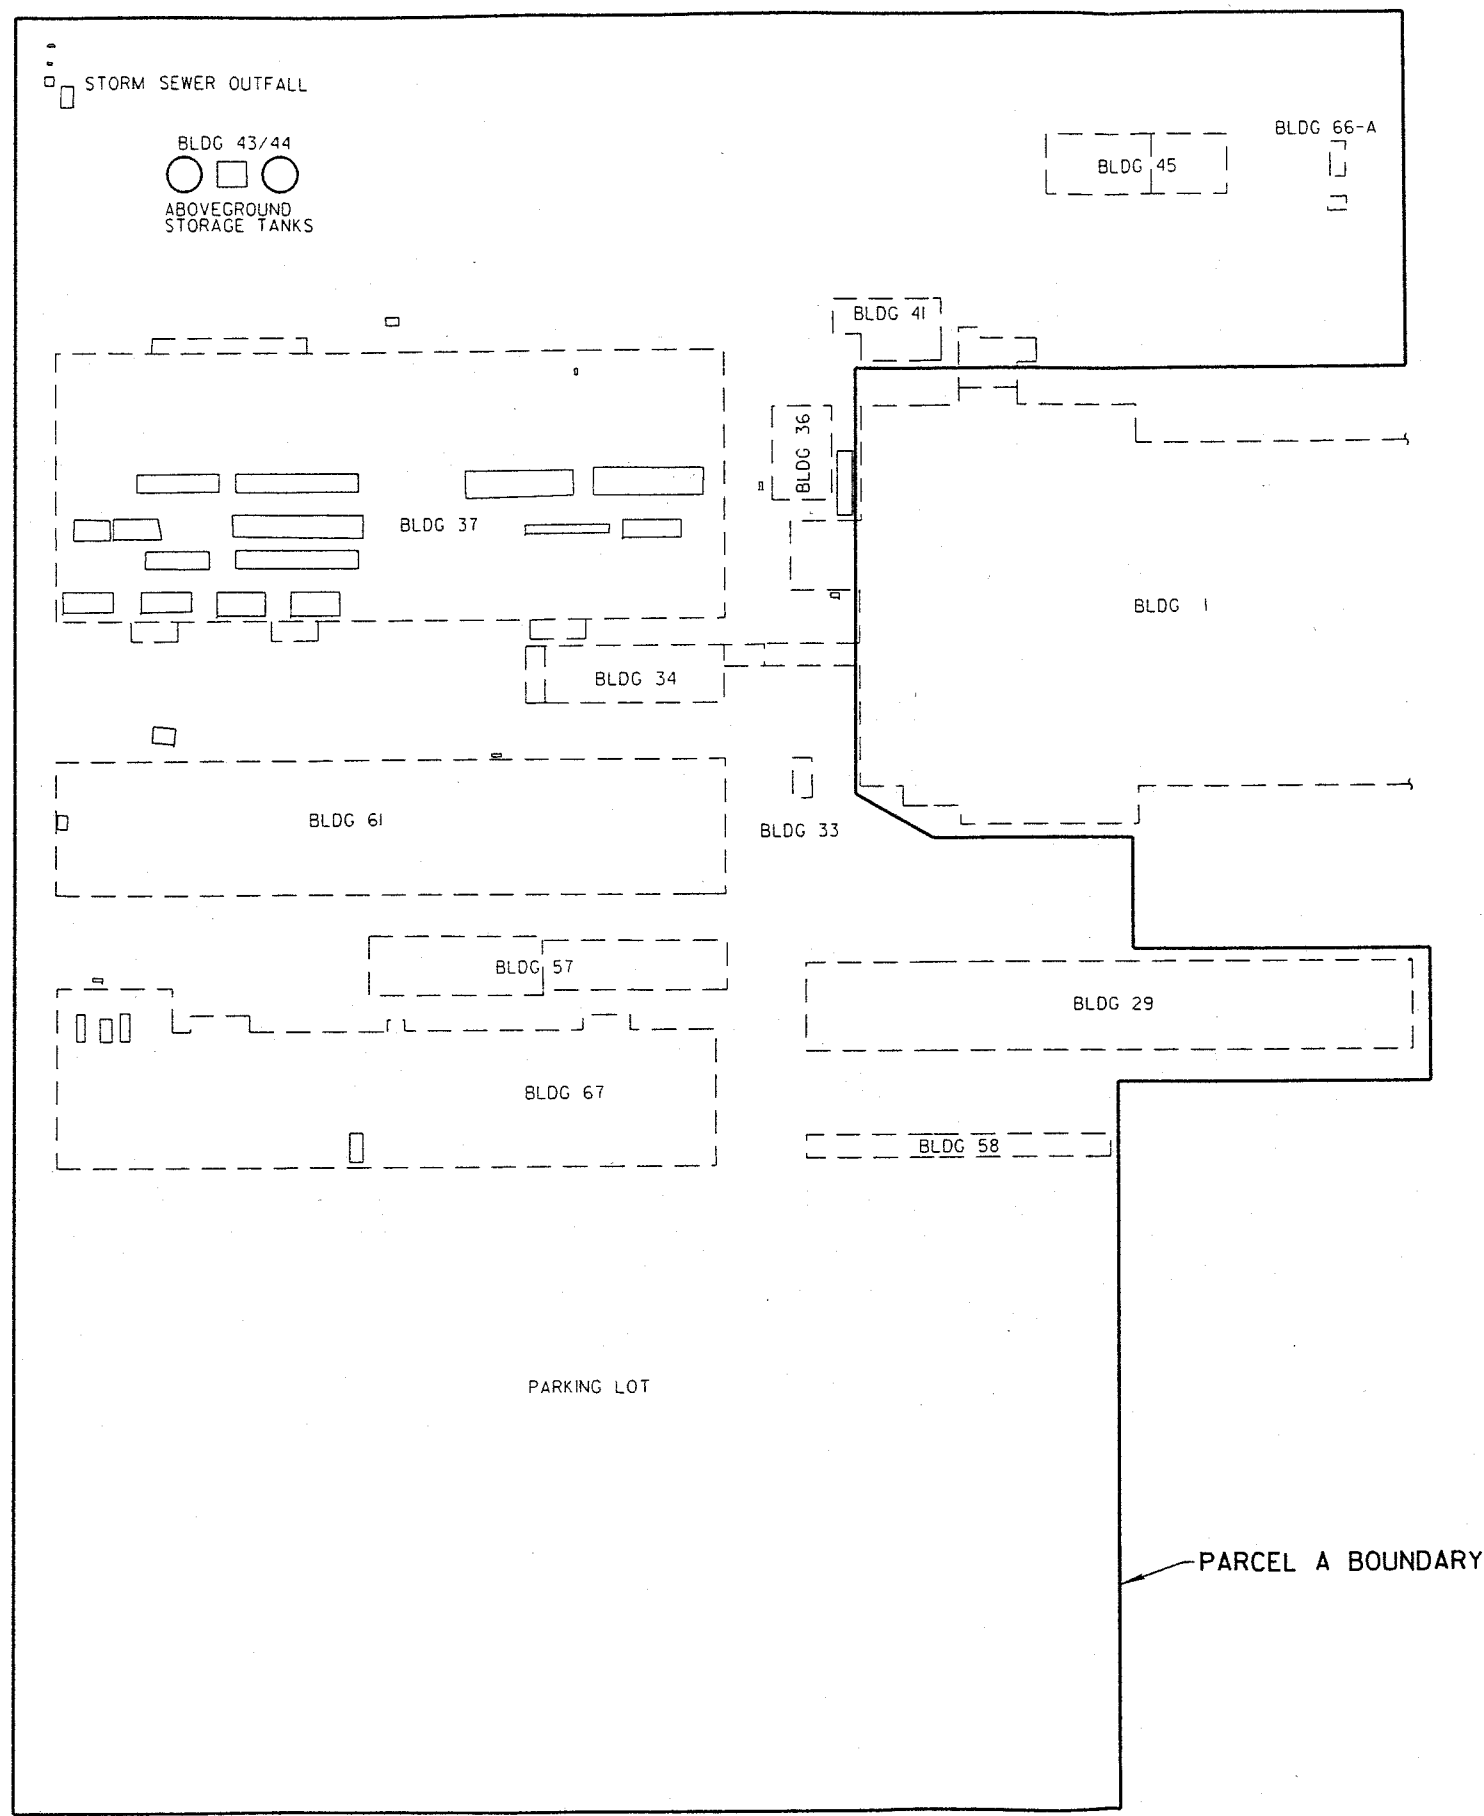 STORM SEWER OUTFALL
BLDG 43/44
ABOVEGROUND
STORAGE TANKS
BLDG 66-A
BLDG 45
BLDG 41
BLDG 36
BLDG 37
BLDG 1
BLDG 34
BLDG 61
BLDG 33
BLDG 57
BLDG 29
BLDG 67
BLDG 58
PARKING LOT
PARCEL A BOUNDARY